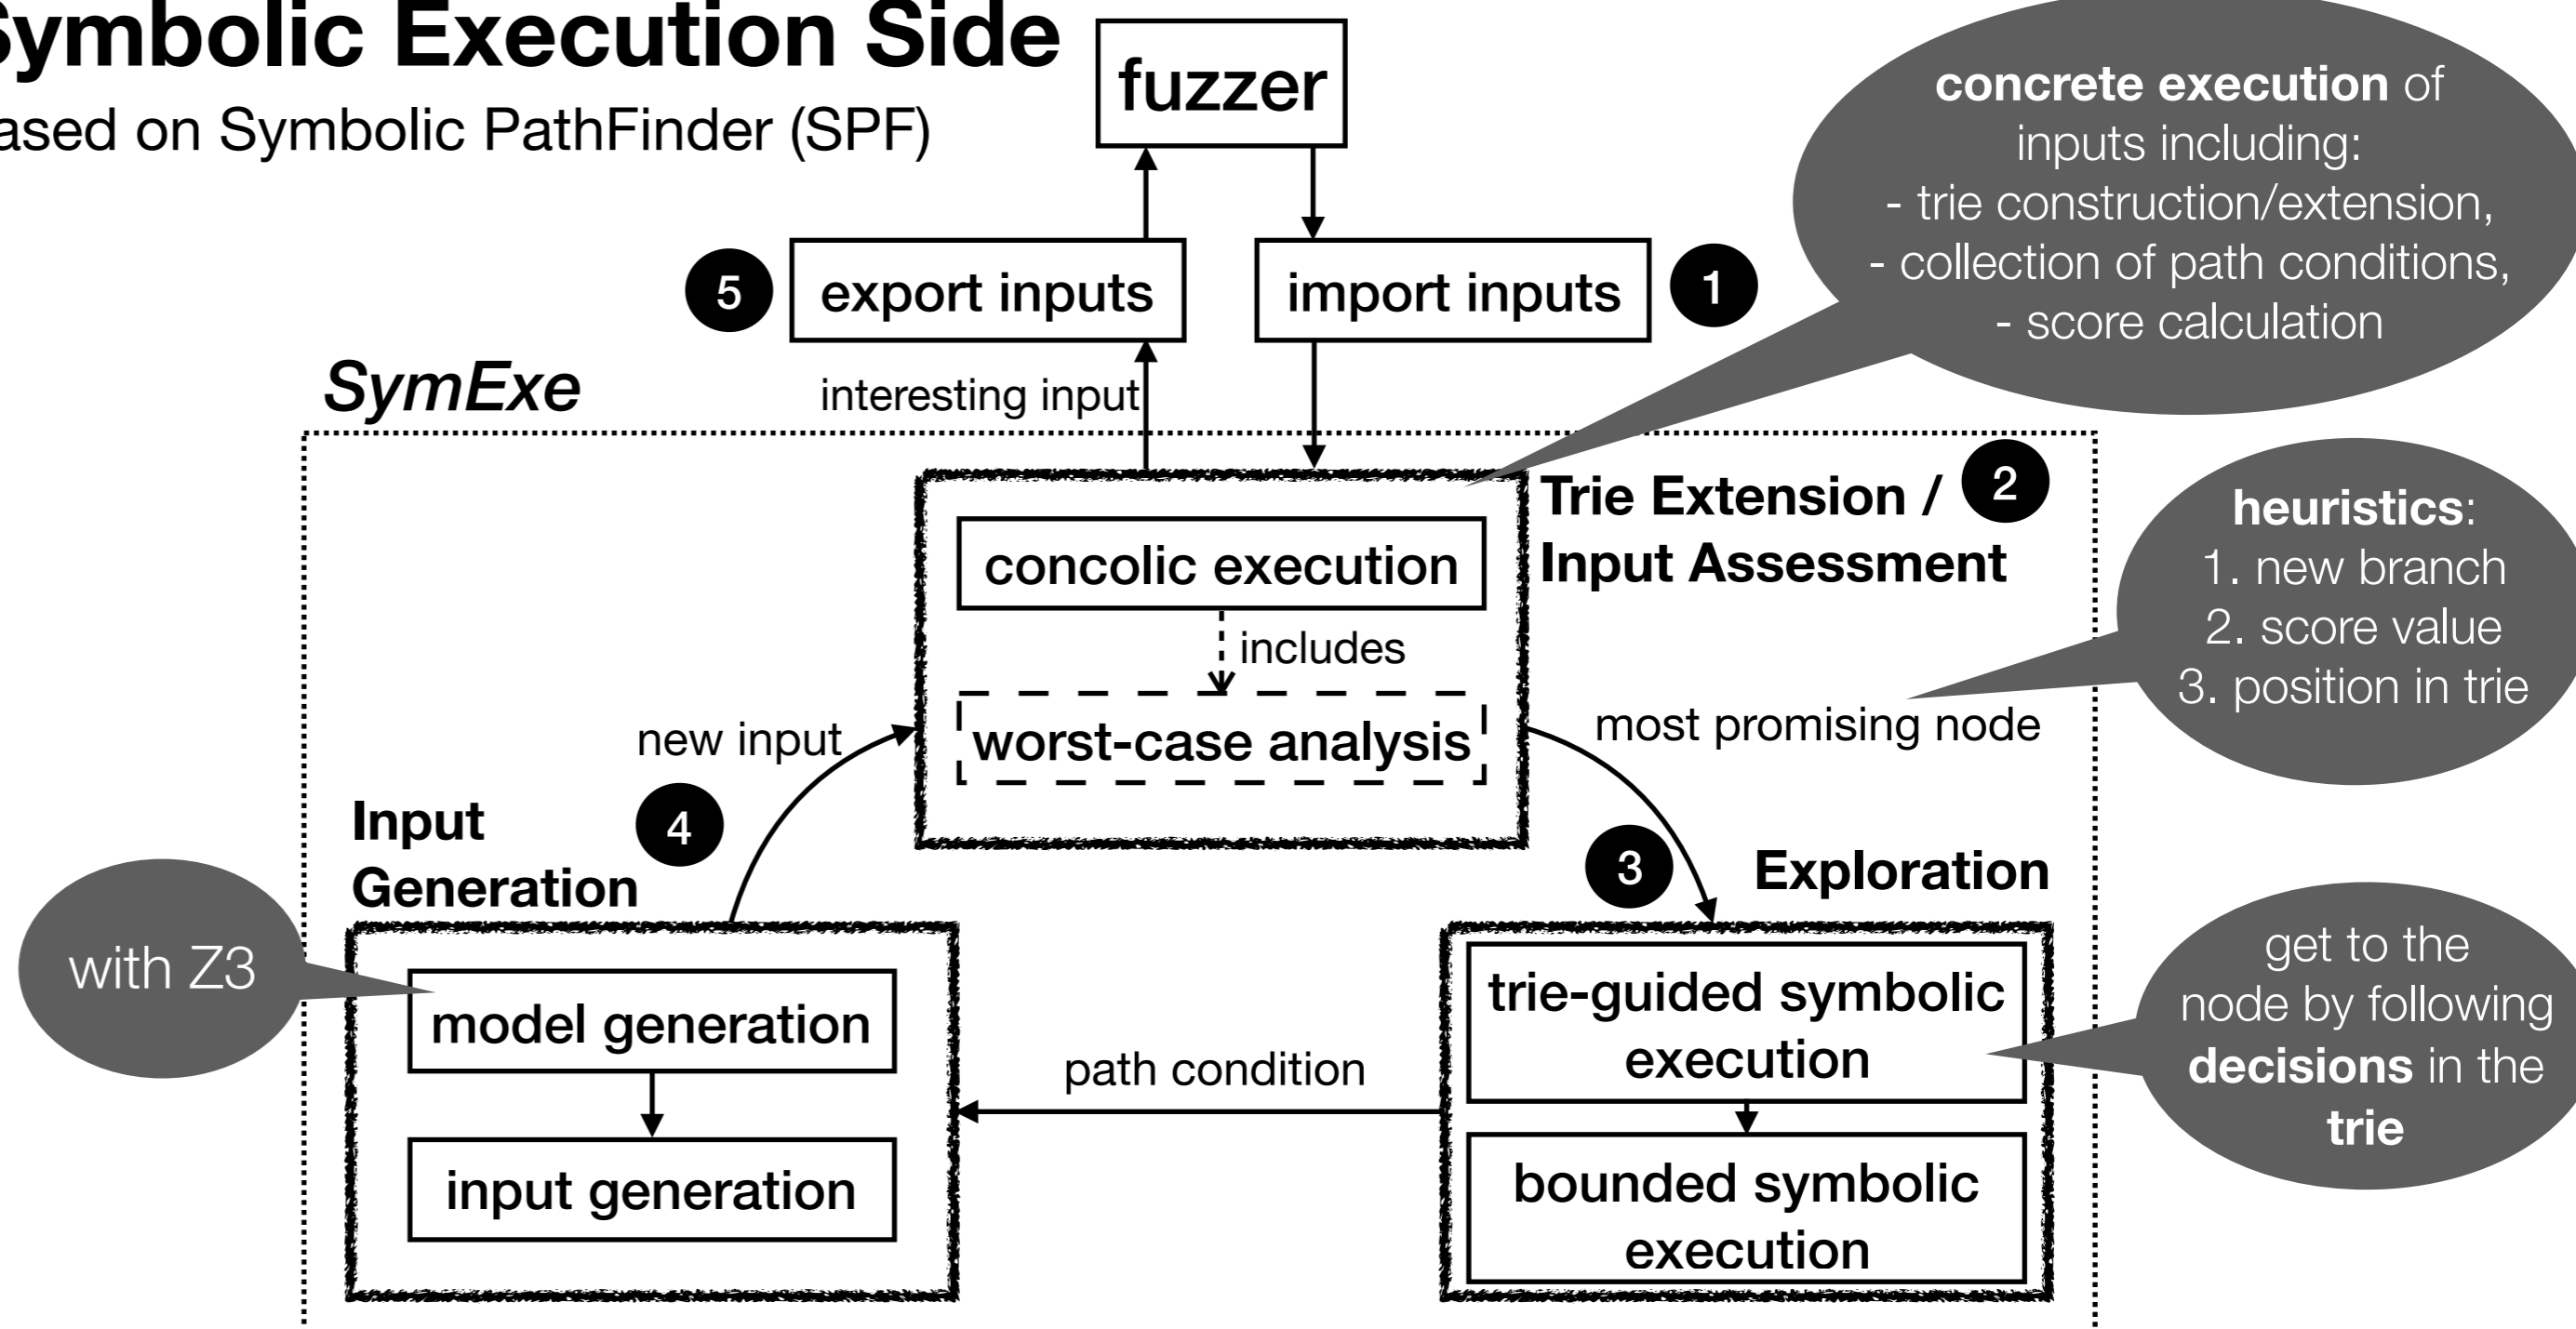 Symbolic Execution Side
ased on Symbolic PathFinder (SPF)
fuzzer
concrete execution of
inputs including:
- trie construction/extension,
- collection of path conditions,
- score calculation
5
export inputs
import inputs
1
SymExe
interesting input
Trie Extension /
2
Input Assessment
concolic execution
includes
worst-case analysis
heuristics:
1. new branch
2. score value
3. position in trie
new input
most promising node
Input
Generation
4
3
Exploration
with Z3
model generation
input generation
path condition
trie-guided symbolic
execution
bounded symbolic
execution
get to the
node by following
decisions in the
trie